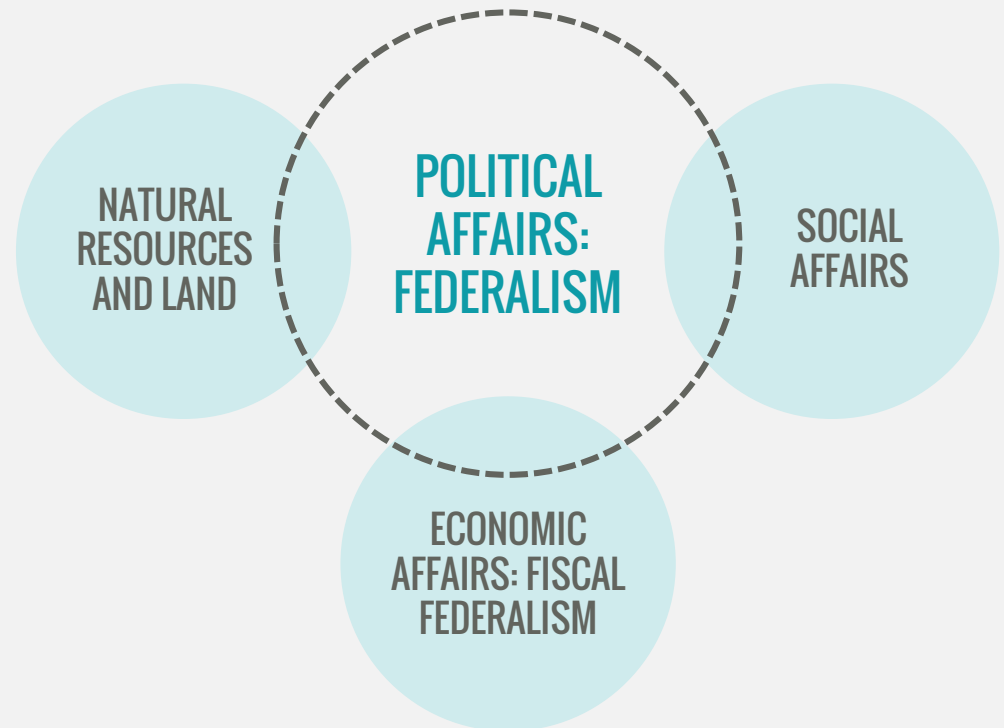 POLITICAL
AFFAIRS:
FEDERALISM
NATURAL
RESOURCES
AND LAND
SOCIAL
AFFAIRS
ECONOMIC
AFFAIRS: FISCAL
FEDERALISM